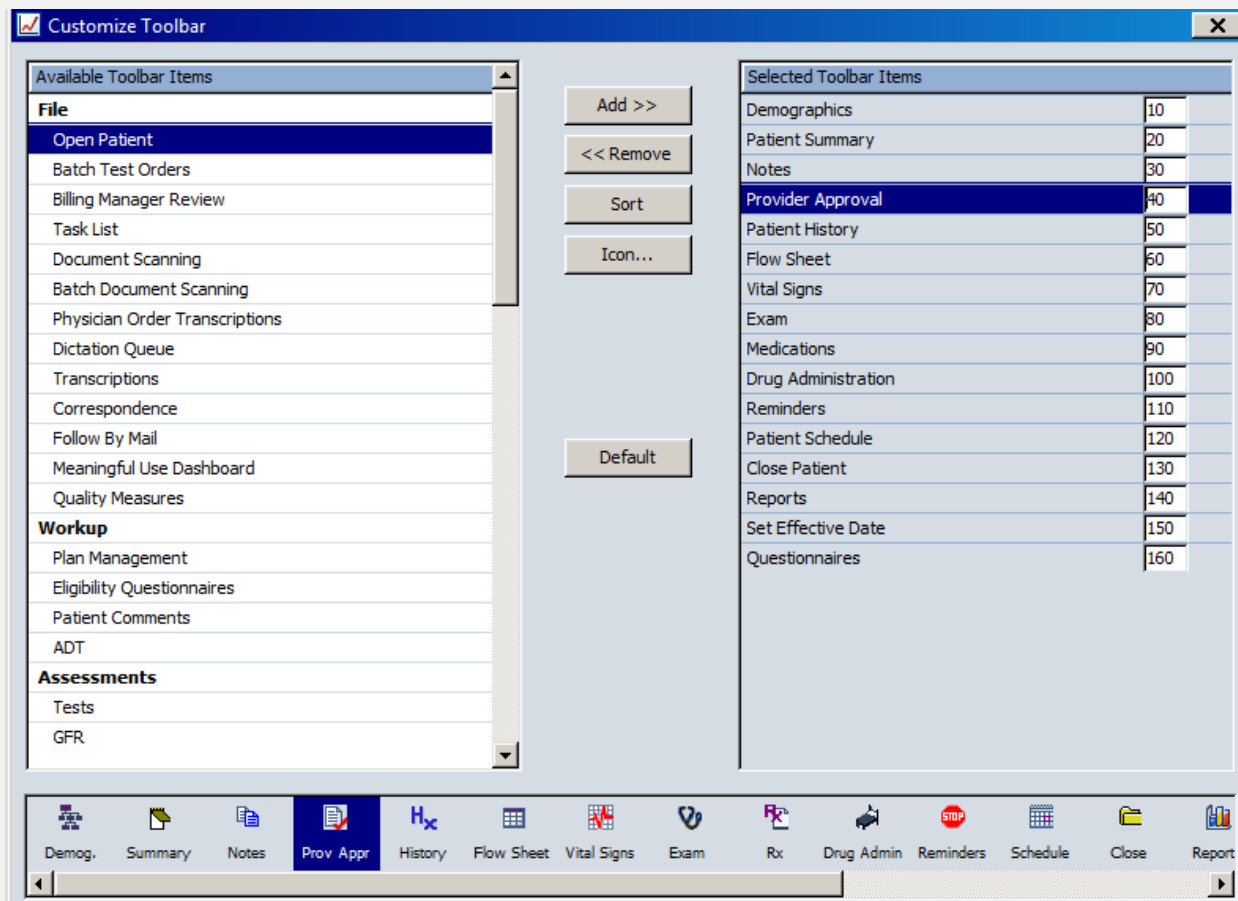 Customize Toolbar
Available Toolbar Items
File
Open Patient
Batch Test Orders
Billing Manager Review
Task List
Document Scanning
Batch Document Scanning
Physician Order Transcriptions
Dictation Queue
Transcriptions
Correspondence
Follow By Mail
Meaningful Use Dashboard
Quality Measures
Workup
Plan Management
Eligibility Questionnaires
Patient Comments
ADT
Assessments
Tests
GFR
Add >>
<< Remove
Sort
Icon...
Default
Selected Toolbar Items
Demographics 10
Patient Summary 20
Notes 30
Provider Approval 40
Patient History 50
Flow Sheet 60
Vital Signs 70
Exam 80
Medications 90
Drug Administration 100
Reminders 110
Patient Schedule 120
Close Patient 130
Reports 140
Set Effective Date 150
Questionnaires 160
Hx Rx STOP
Demog. Summary Notes Prov Appr History Flow Sheet Vital Signs Exam Rx Drug Admin Reminders Schedule Close Report